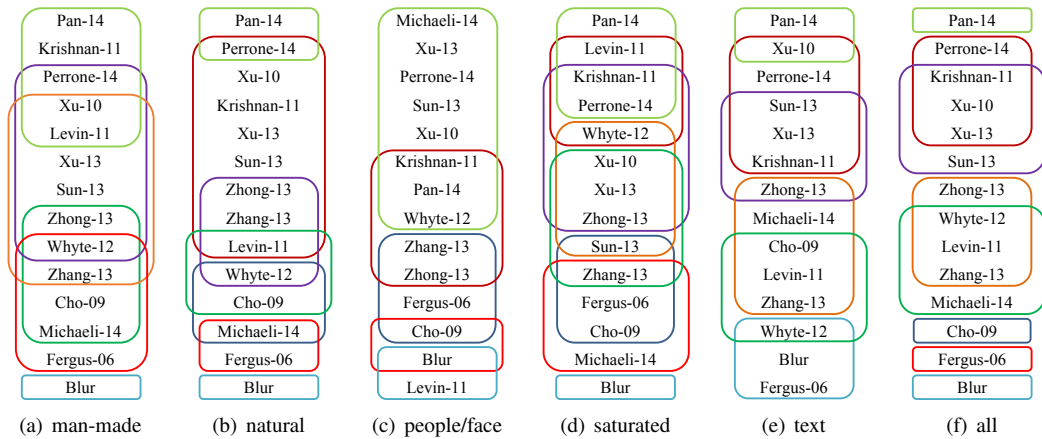 Pan-14
Krishnan-11
Perrone-14
Xu-10
Levin-11
Xu-13
Sun-13
Zhong-13
Whyte-12
Zhang-13
Cho-09
Michaeli-14
Fergus-06
Blur
(a) man-made
Pan-14
Perrone-14
Xu-10
Krishnan-11
Xu-13
Sun-13
Zhong-13
Zhang-13
Levin-11
Whyte-12
Cho-09
Michaeli-14
Fergus-06
Blur
(b) natural
Michaeli-14
Xu-13
Perrone-14
Sun-13
Xu-10
Krishnan-11
Pan-14
Whyte-12
Zhang-13
Zhong-13
Fergus-06
Cho-09
Blur
Levin-11
(c) people/face
Pan-14
Levin-11
Krishnan-11
Perrone-14
Whyte-12
Xu-10
Xu-13
Zhong-13
Sun-13
Zhang-13
Fergus-06
Cho-09
Michaeli-14
Blur
(d) saturated
Pan-14
Xu-10
Perrone-14
Sun-13
Xu-13
Krishnan-11
Zhong-13
Michaeli-14
Cho-09
Levin-11
Zhang-13
Whyte-12
Blur
Fergus-06
(e) text
Pan-14
Perrone-14
Krishnan-11
Xu-10
Xu-13
Sun-13
Zhong-13
Whyte-12
Levin-11
Zhang-13
Michaeli-14
Cho-09
Fergus-06
Blur
(f) all